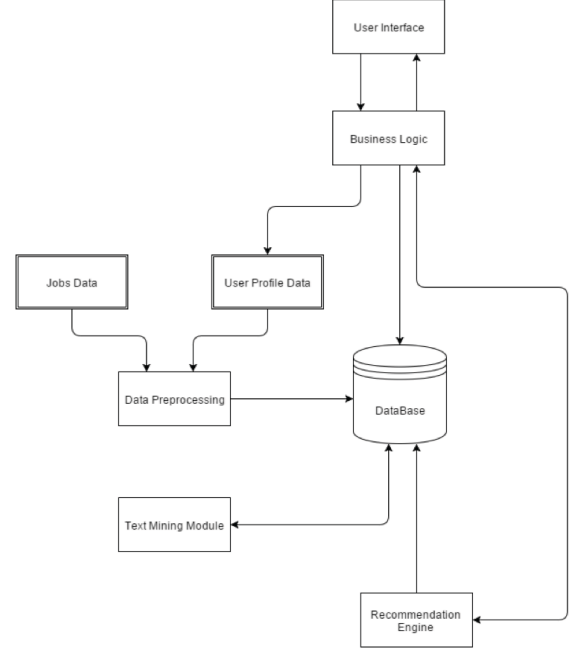 User Interface
Business Logic
Jobs Data
User Profile Data
Data Preprocessing
DataBase
Text Mining Module
Recommendation
Engine